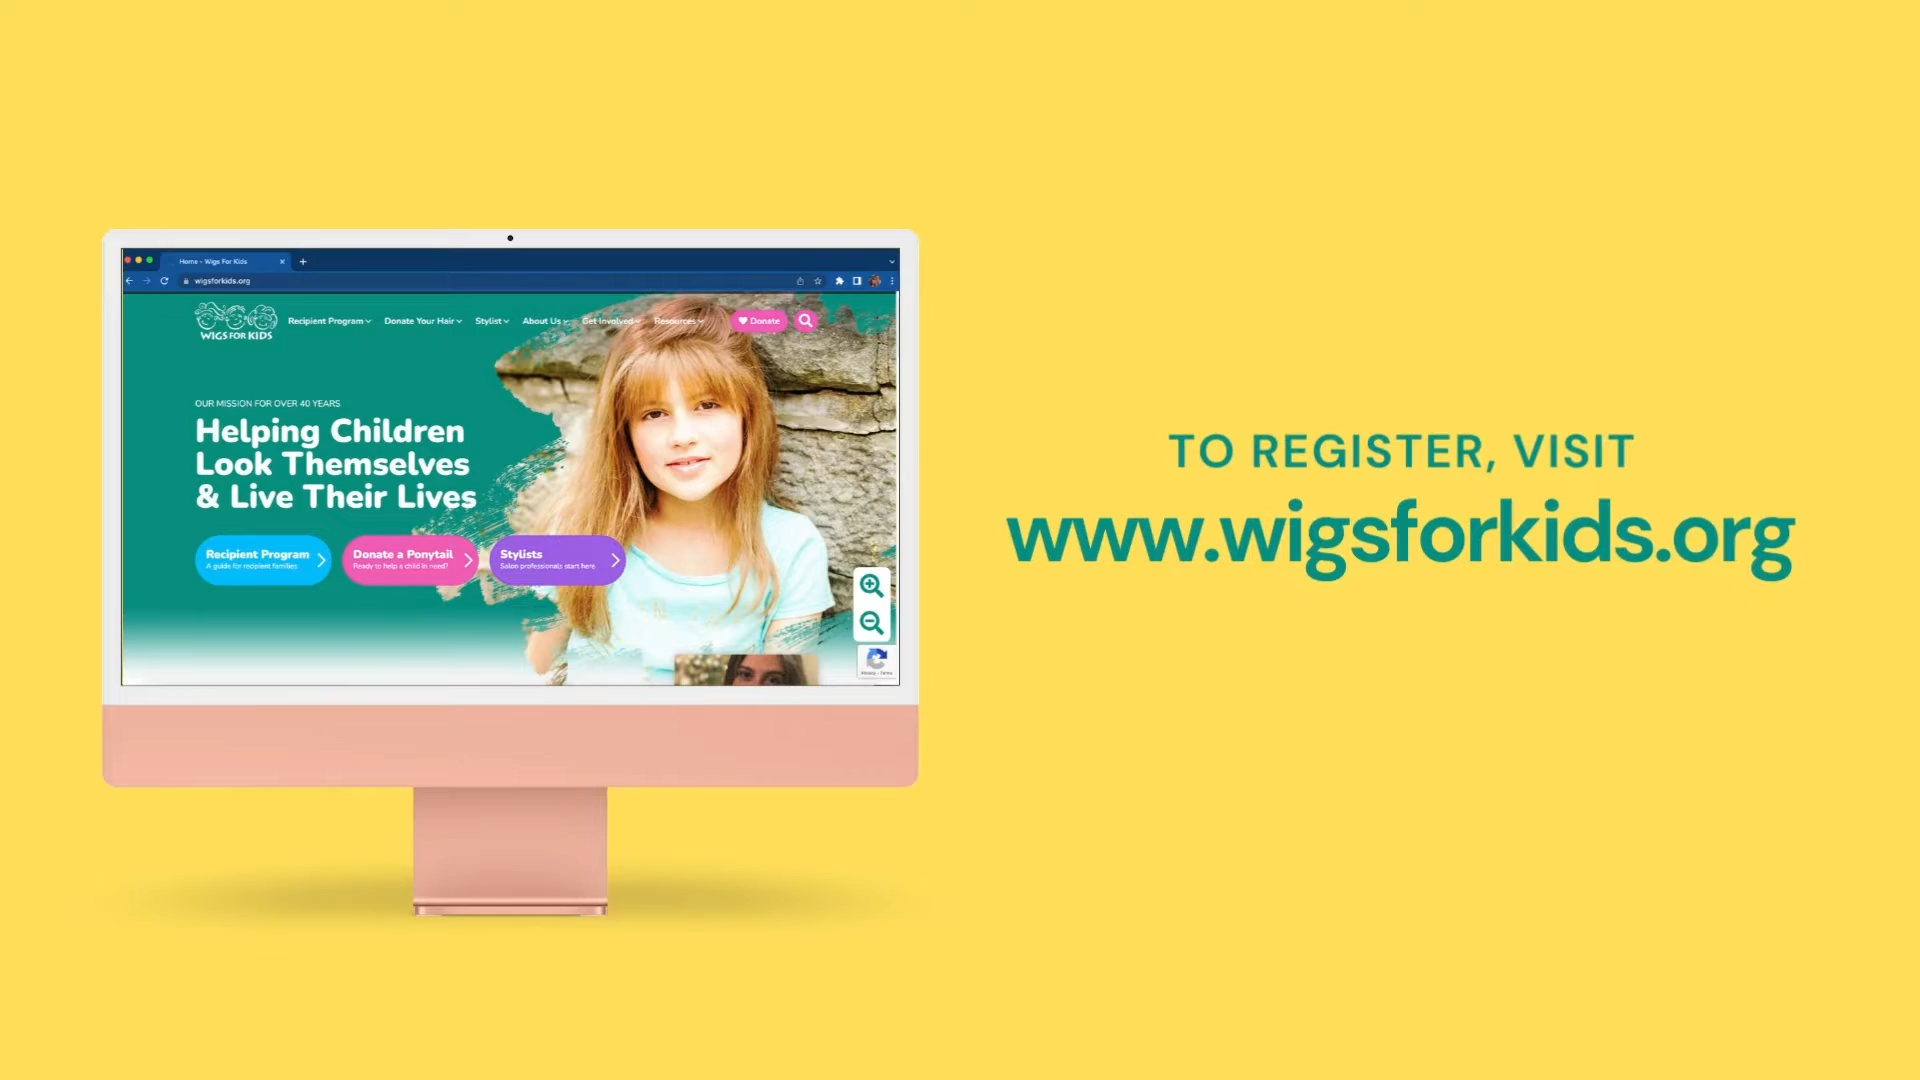 Home - Wigs For Kids
wigsforkids.org
WIGS FOR KIDS
Recipient Program
Donate Your Hair
Stylist
About Us
Get Involved
Resources
Donate
OUR MISSION FOR OVER 40 YEARS
Helping Children
Look Themselves
& Live Their Lives
Recipient Program
A guide for recipient families.
Donate a Ponytail
Ready to help a child in need?
Stylists
Salon professionals start here.
Privacy - Terms
TO REGISTER, VISIT
www.wigsforkids.org